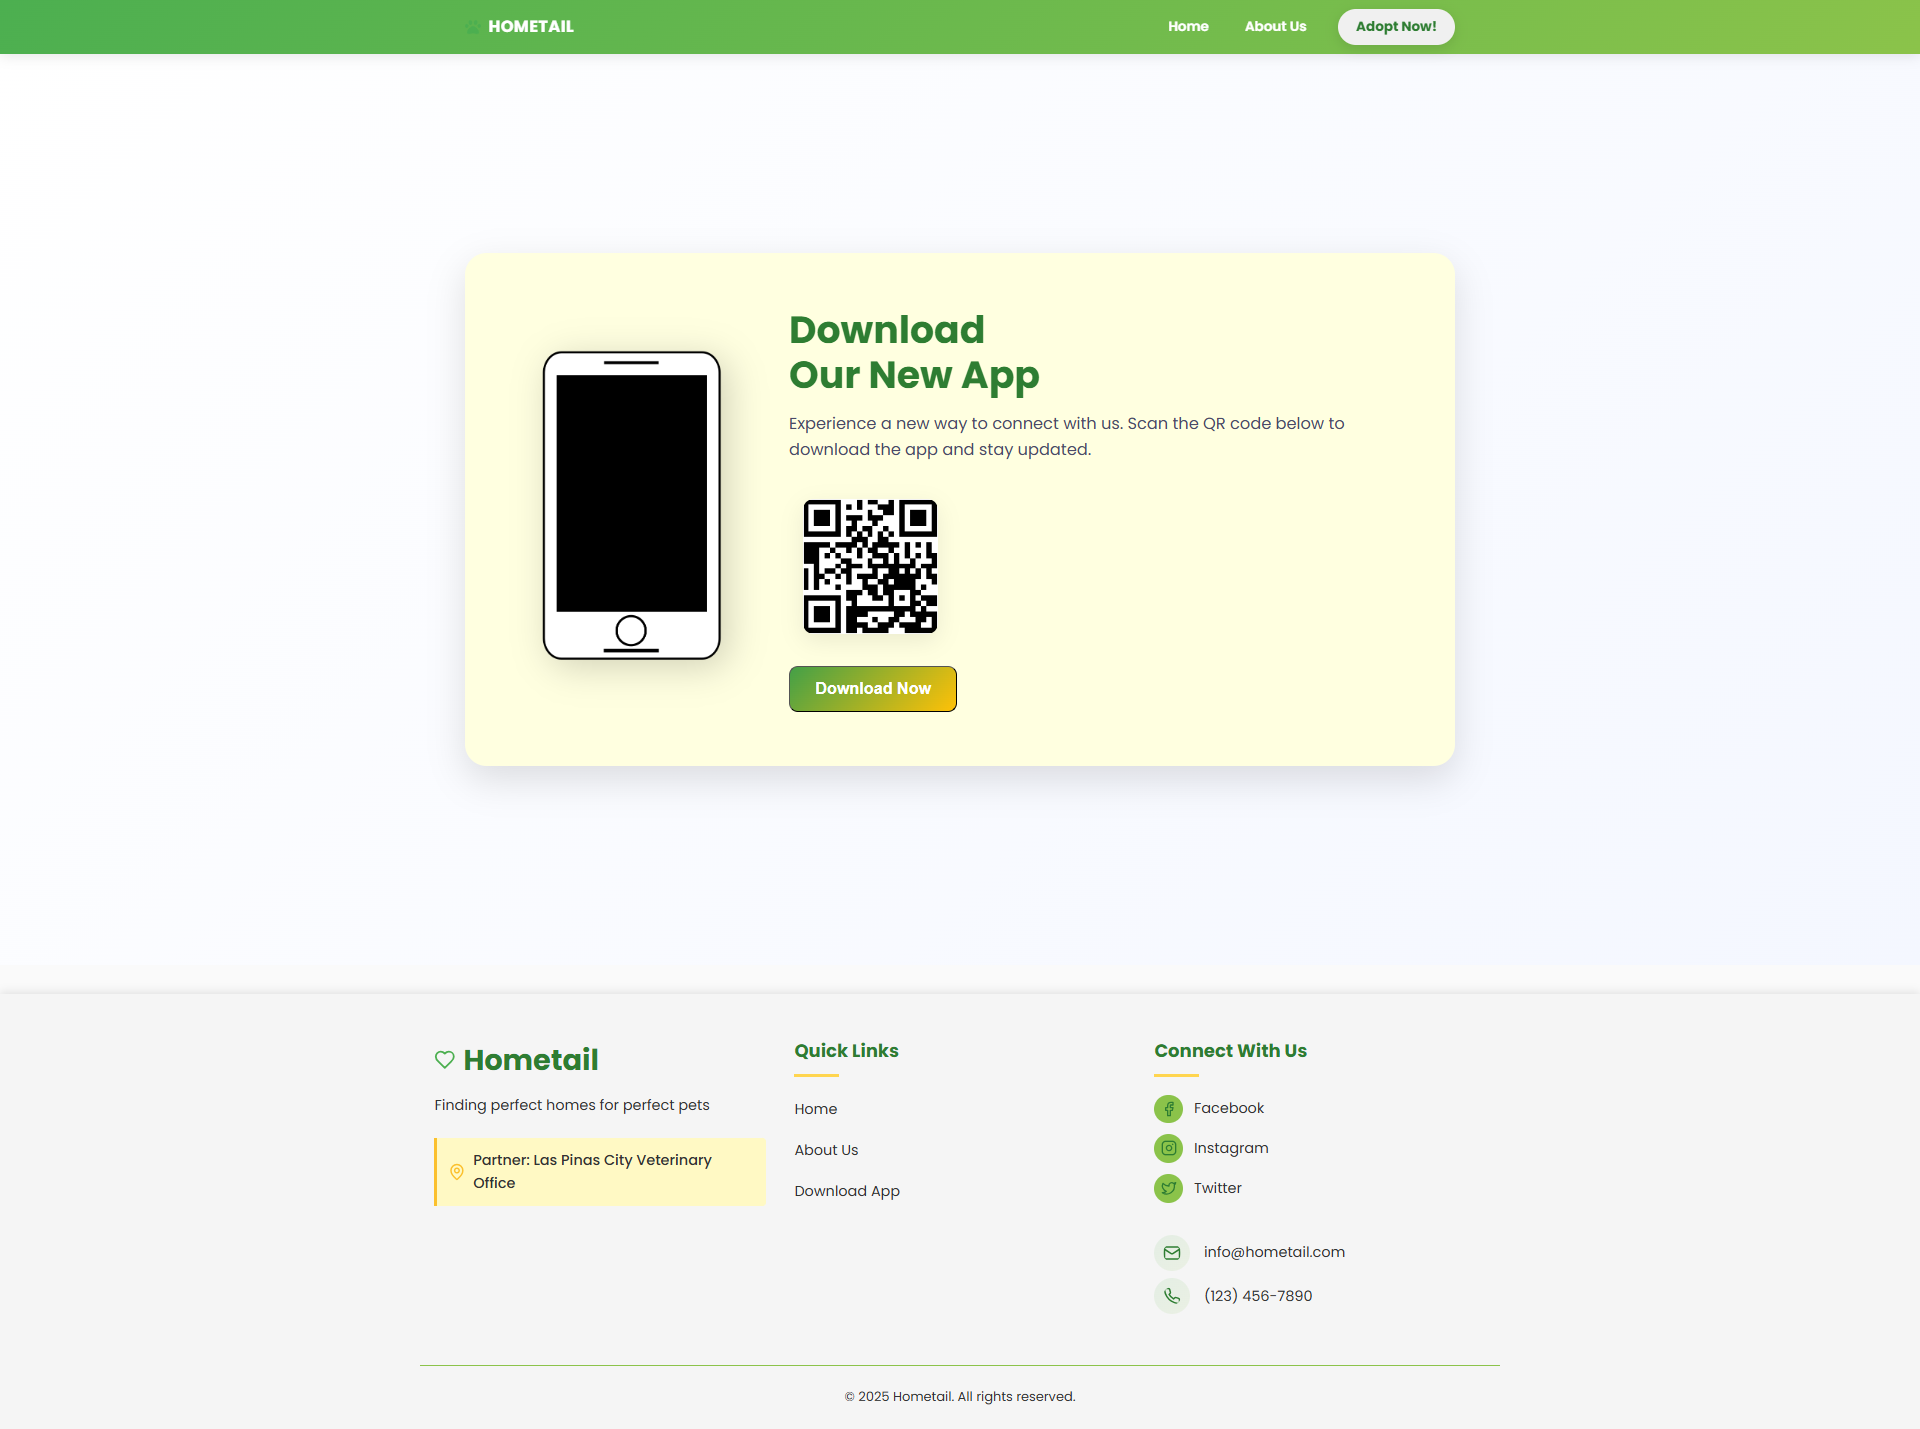 HOMETAIL
Home
About Us
Adopt Now!
Download
Our New App
Experience a new way to connect with us. Scan the QR code below to
download the app and stay updated.
Download Now
Hometail
Finding perfect homes for perfect pets
Partner: Las Pinas City Veterinary
Office
Quick Links
Home
About Us
Download App
Connect With Us
Facebook
Instagram
Twitter
info@hometail.com
(123) 456-7890
© 2025 Hometail. All rights reserved.